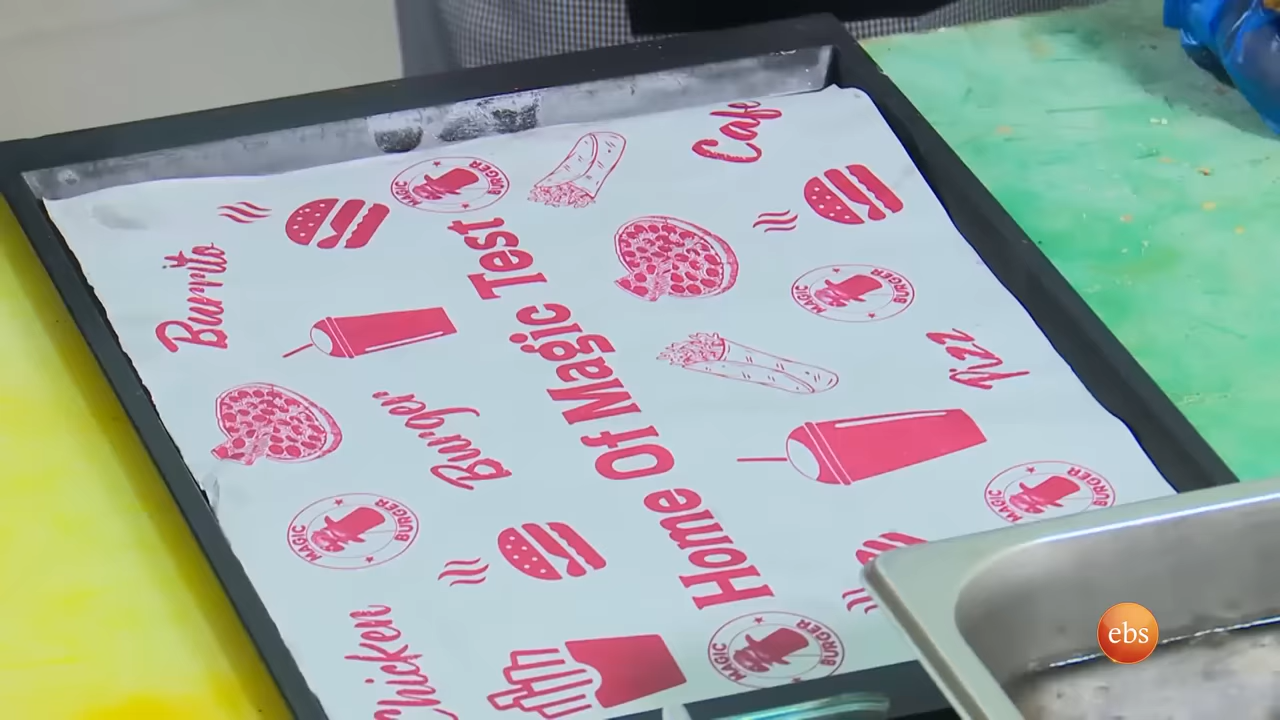 Cafe
MAGIC BURGER
Burrito
Home Of Magic Test
MAGIC BURGER
Pizz
Burger
MAGIC BURGER
MAGIC BURGER
Chicken
MAGIC BURGER
ebs